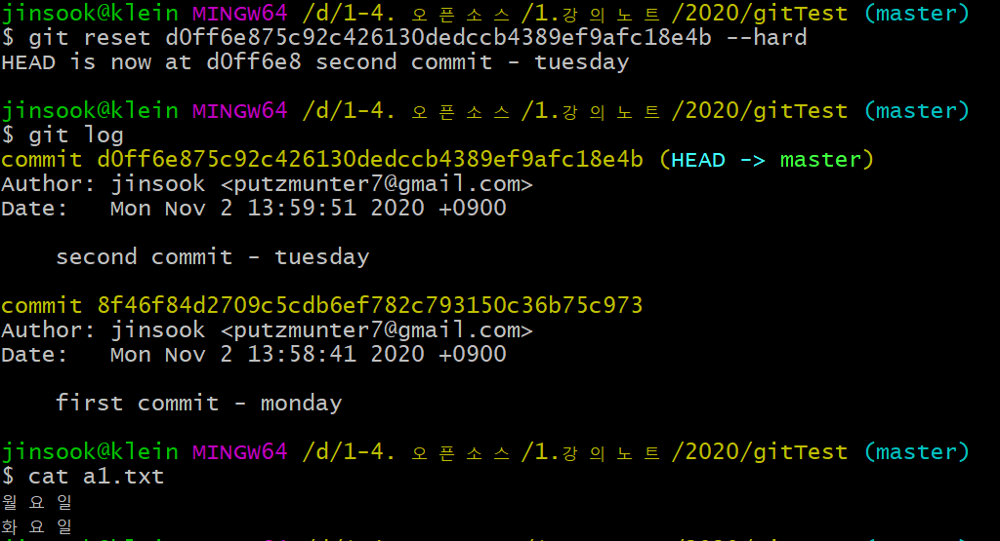 jinsook@klein MINGW64 /d/1-4. 오픈소스/1.강의노트/2020/gitTest (master)
$ git reset d0ff6e875c92c426130dedccb4389ef9afc18e4b --hard
HEAD is now at d0ff6e8 second commit - tuesday
jinsook@klein MINGW64 /d/1-4. 오픈소스/1.강의노트/2020/gitTest (master)
$ git log
commit d0ff6e875c92c426130dedccb4389ef9afc18e4b (HEAD -> master)
Author: jinsook <putzmunter7@gmail.com>
Date:   Mon Nov 2 13:59:51 2020 +0900
    second commit - tuesday
commit 8f46f84d2709c5cdb6ef782c793150c36b75c973
Author: jinsook <putzmunter7@gmail.com>
Date:   Mon Nov 2 13:58:41 2020 +0900
    first commit - monday
jinsook@klein MINGW64 /d/1-4. 오픈소스/1.강의노트/2020/gitTest (master)
$ cat a1.txt
월요일
화요일